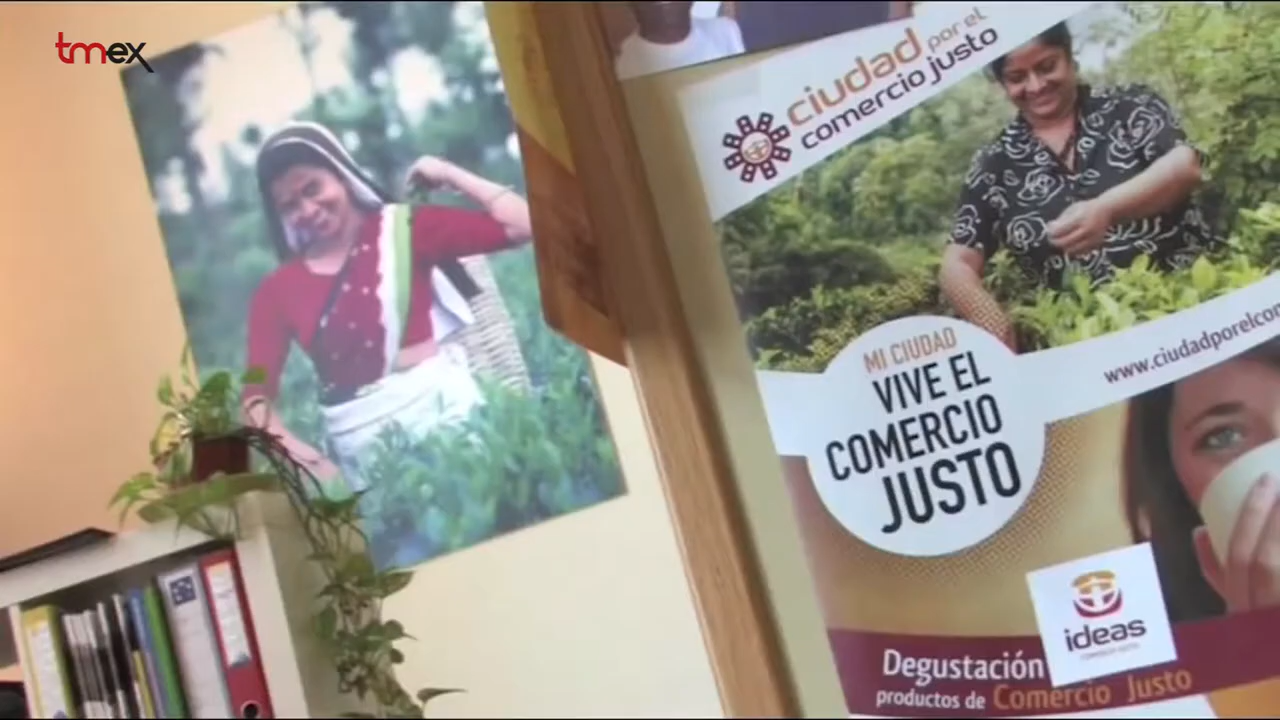 tmex
ciudad por el
comercio justo
MI CIUDAD
VIVE EL
COMERCIO
JUSTO
www.ciudadporelcom
ideas
Degustación
productos de Comercio Justo